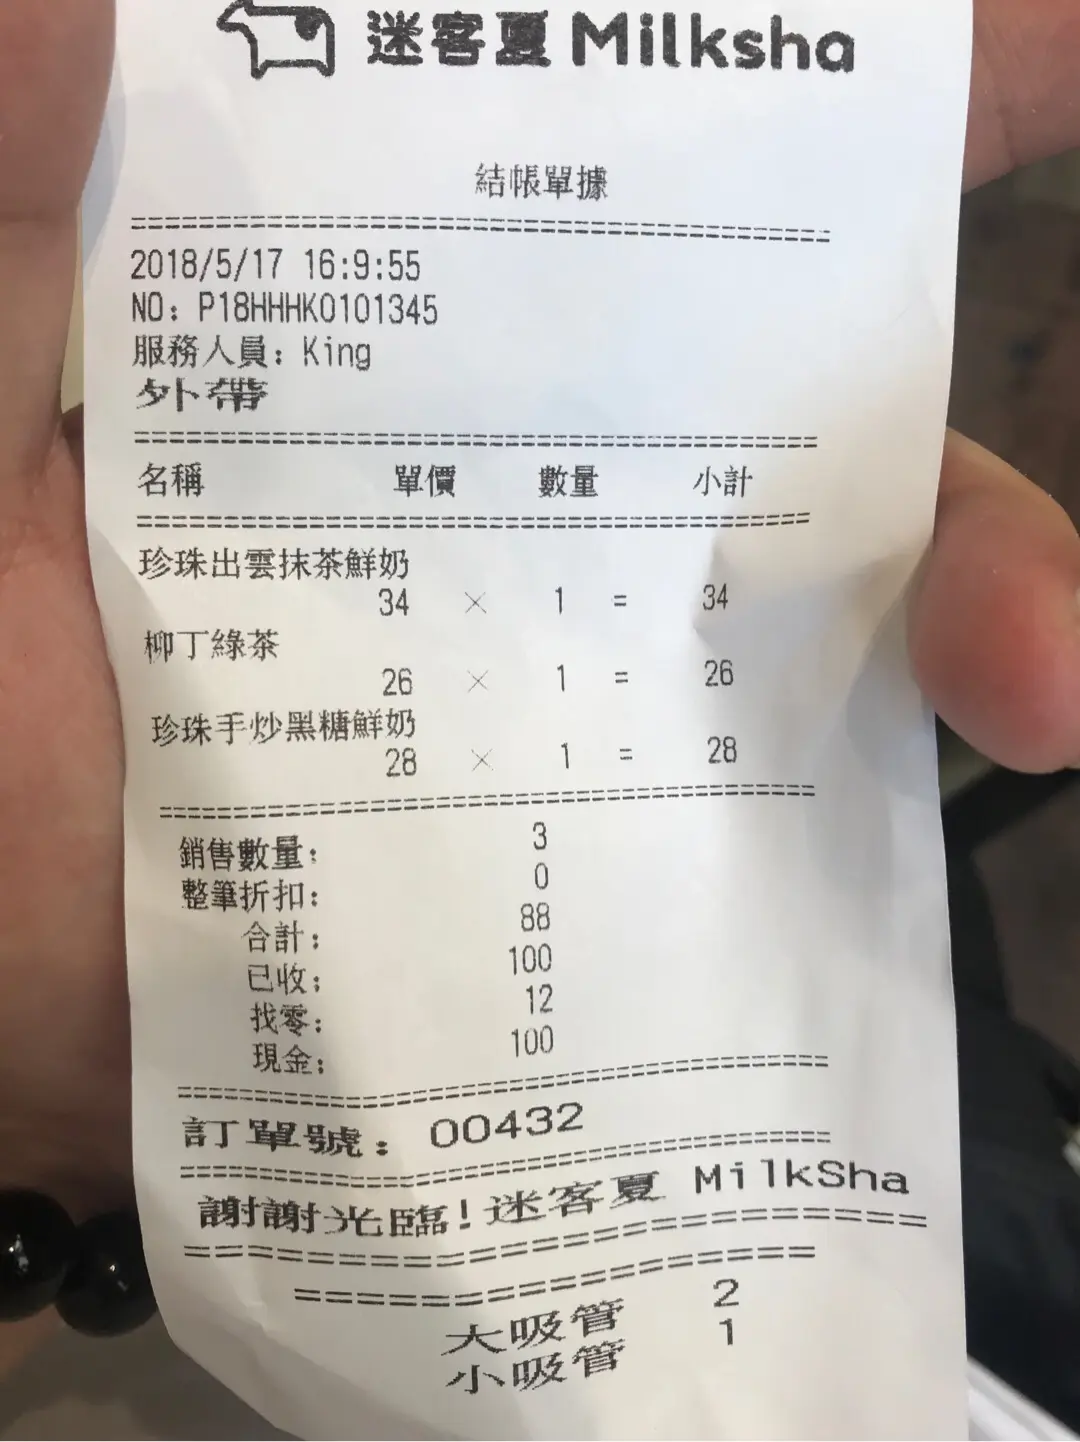 迷客夏 Milksha
結帳單據
2018/5/17 16:9:55
NO: P18HHHK0101345
服務人員: King
外帶
名稱 單價 數量 小計
珍珠出雲抹茶鮮奶
34 × 1 = 34
柳丁綠茶
26 × 1 = 26
珍珠手炒黑糖鮮奶
28 × 1 = 28
銷售數量: 3
整筆折扣: 0
合計: 88
已收: 100
找零: 12
現金: 100
訂單號: 00432
謝謝光臨!迷客夏 MilkSha
大吸管 2
小吸管 1